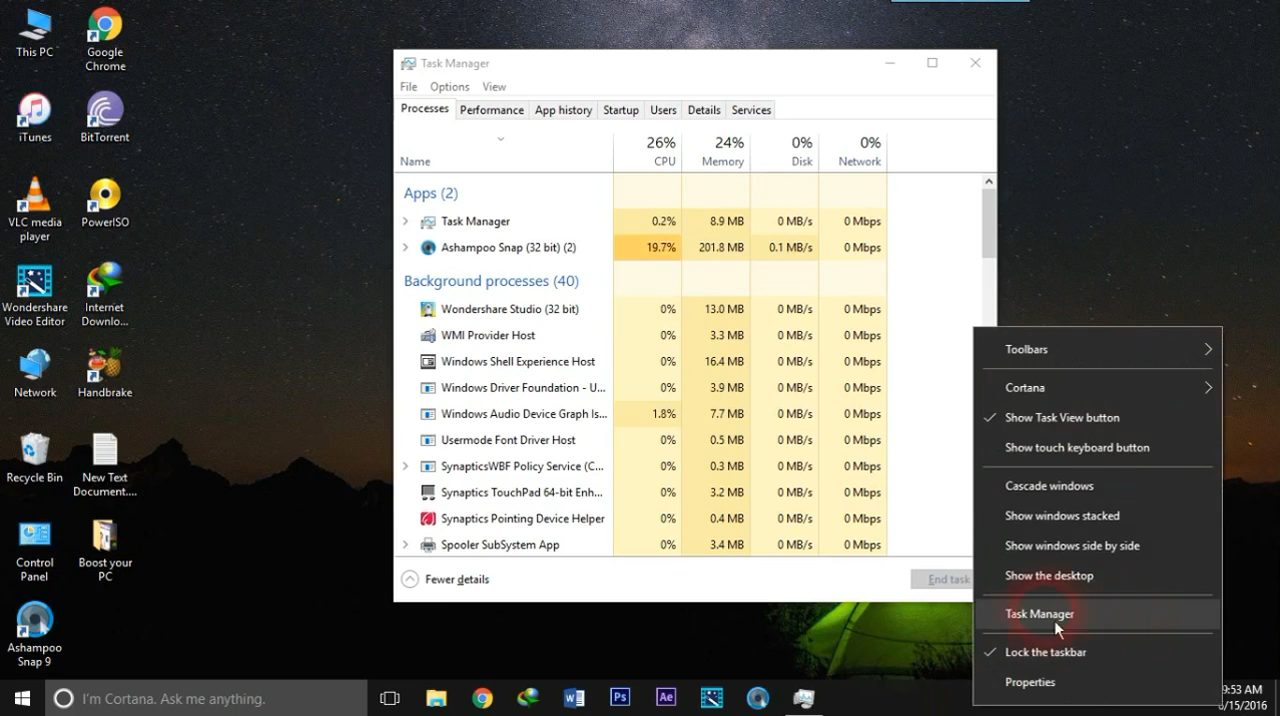 This PC
Google
Chrome
iTunes
BitTorrent
VLC media
player
PowerISO
Wondershare
Video Editor
Internet
Downlo...
Network
Handbrake
Recycle Bin
New Text
Document....
Control
Panel
Boost your
PC
Ashampoo
Snap 9
Task Manager
File Options View
Processes Performance App history Startup Users Details Services
26% 24% 0% 0%
Name CPU Memory Disk Network
Apps (2)
Task Manager 0.2% 8.9 MB 0 MB/s 0 Mbps
Ashampoo Snap (32 bit) (2) 19.7% 201.8 MB 0.1 MB/s 0 Mbps
Background processes (40)
Wondershare Studio (32 bit) 0% 13.0 MB 0 MB/s 0 Mbps
WMI Provider Host 0% 3.3 MB 0 MB/s 0 Mbps
Windows Shell Experience Host 0% 16.4 MB 0 MB/s 0 Mbps
Windows Driver Foundation - U... 0% 3.9 MB 0 MB/s 0 Mbps
Windows Audio Device Graph Is... 1.8% 7.7 MB 0 MB/s 0 Mbps
Usermode Font Driver Host 0% 0.5 MB 0 MB/s 0 Mbps
SynapticsWBF Policy Service (C... 0% 0.3 MB 0 MB/s 0 Mbps
Synaptics TouchPad 64-bit Enh... 0% 3.2 MB 0 MB/s 0 Mbps
Synaptics Pointing Device Helper 0% 0.4 MB 0 MB/s 0 Mbps
Spooler SubSystem App 0% 3.4 MB 0 MB/s 0 Mbps
Fewer details
End task
Toolbars
Cortana
Show Task View button
Show touch keyboard button
Cascade windows
Show windows stacked
Show windows side by side
Show the desktop
Task Manager
Lock the taskbar
Properties
I'm Cortana. Ask me anything.
W
Ps
Ae
9:53 AM
/15/2016